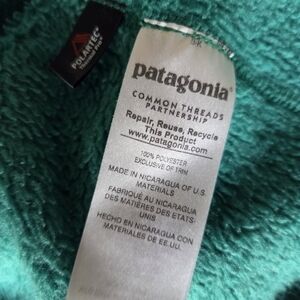 POLARTEC
Thermal Pro
patagonia
COMMON THREADS
PARTNERSHIP
Repair, Reuse, Recycle
This Product
www.patagonia.com
100% POLYESTER
EXCLUSIVE OF TRIM
MADE IN NICARAGUA OF U.S.
MATERIALS
FABRIQUÉ AU NICARAGUA
DES MATIÈRES DES ETATS-
UNIS
HECHO EN NICARAGUA CON
MATERIALES DE EE.UU.